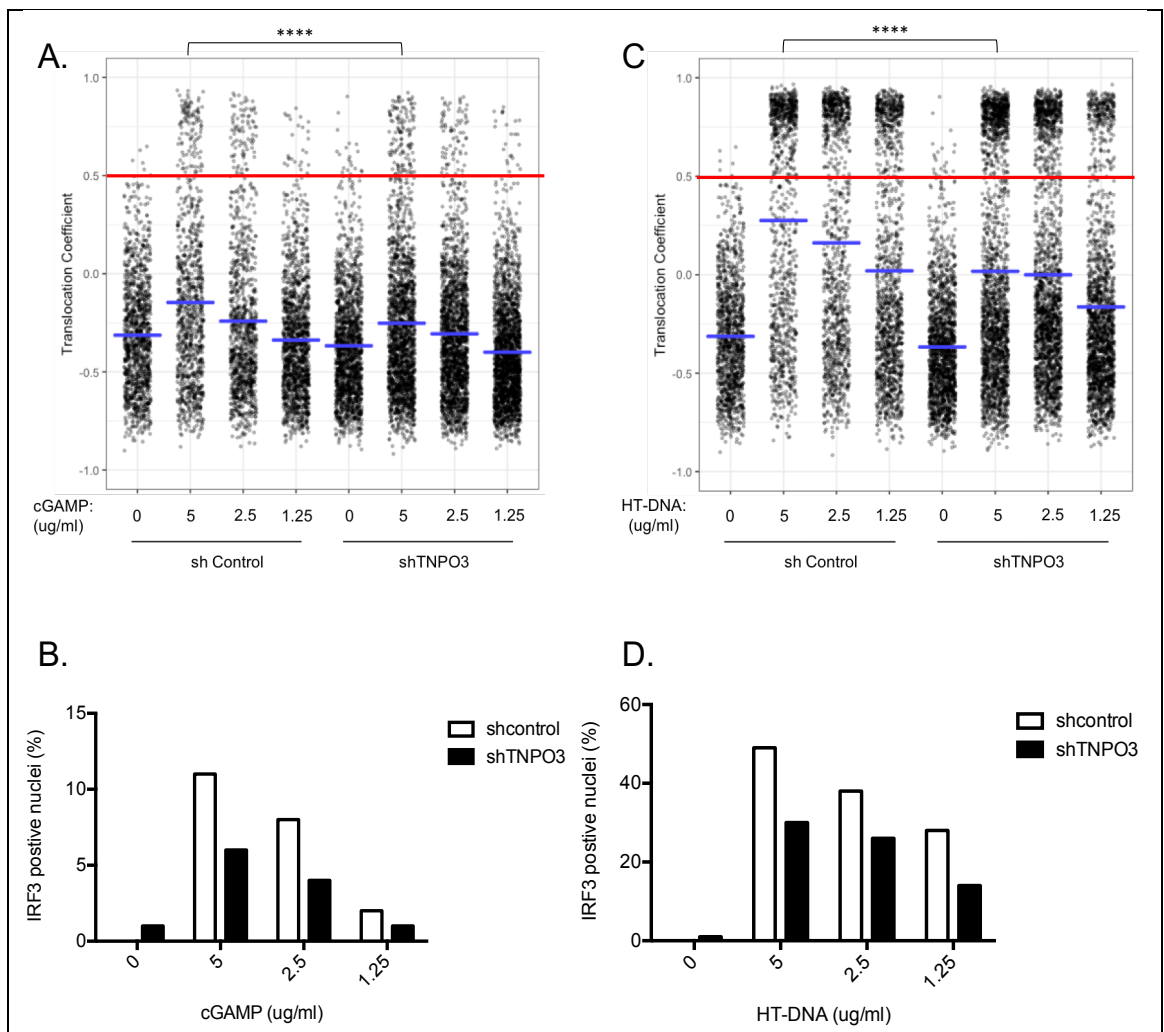 A.
****
1.0
0.5
0.0
-0.5
-1.0
Translocation Coefficient
cGAMP:
(ug/ml)
0 5 2.5 1.25 0 5 2.5 1.25
sh Control shTNPO3
C
****
1.0
0.5
0.0
-0.5
-1.0
Translocation Coefficient
HT-DNA:
(ug/ml)
0 5 2.5 1.25 0 5 2.5 1.25
sh Control shTNPO3
B.
15
10
5
0
IRF3 postive nuclei (%)
shcontrol
shTNPO3
0 5 2.5 1.25
cGAMP (ug/ml)
D.
60
40
20
0
IRF3 postive nuclei (%)
shcontrol
shTNPO3
0 5 2.5 1.25
HT-DNA (ug/ml)